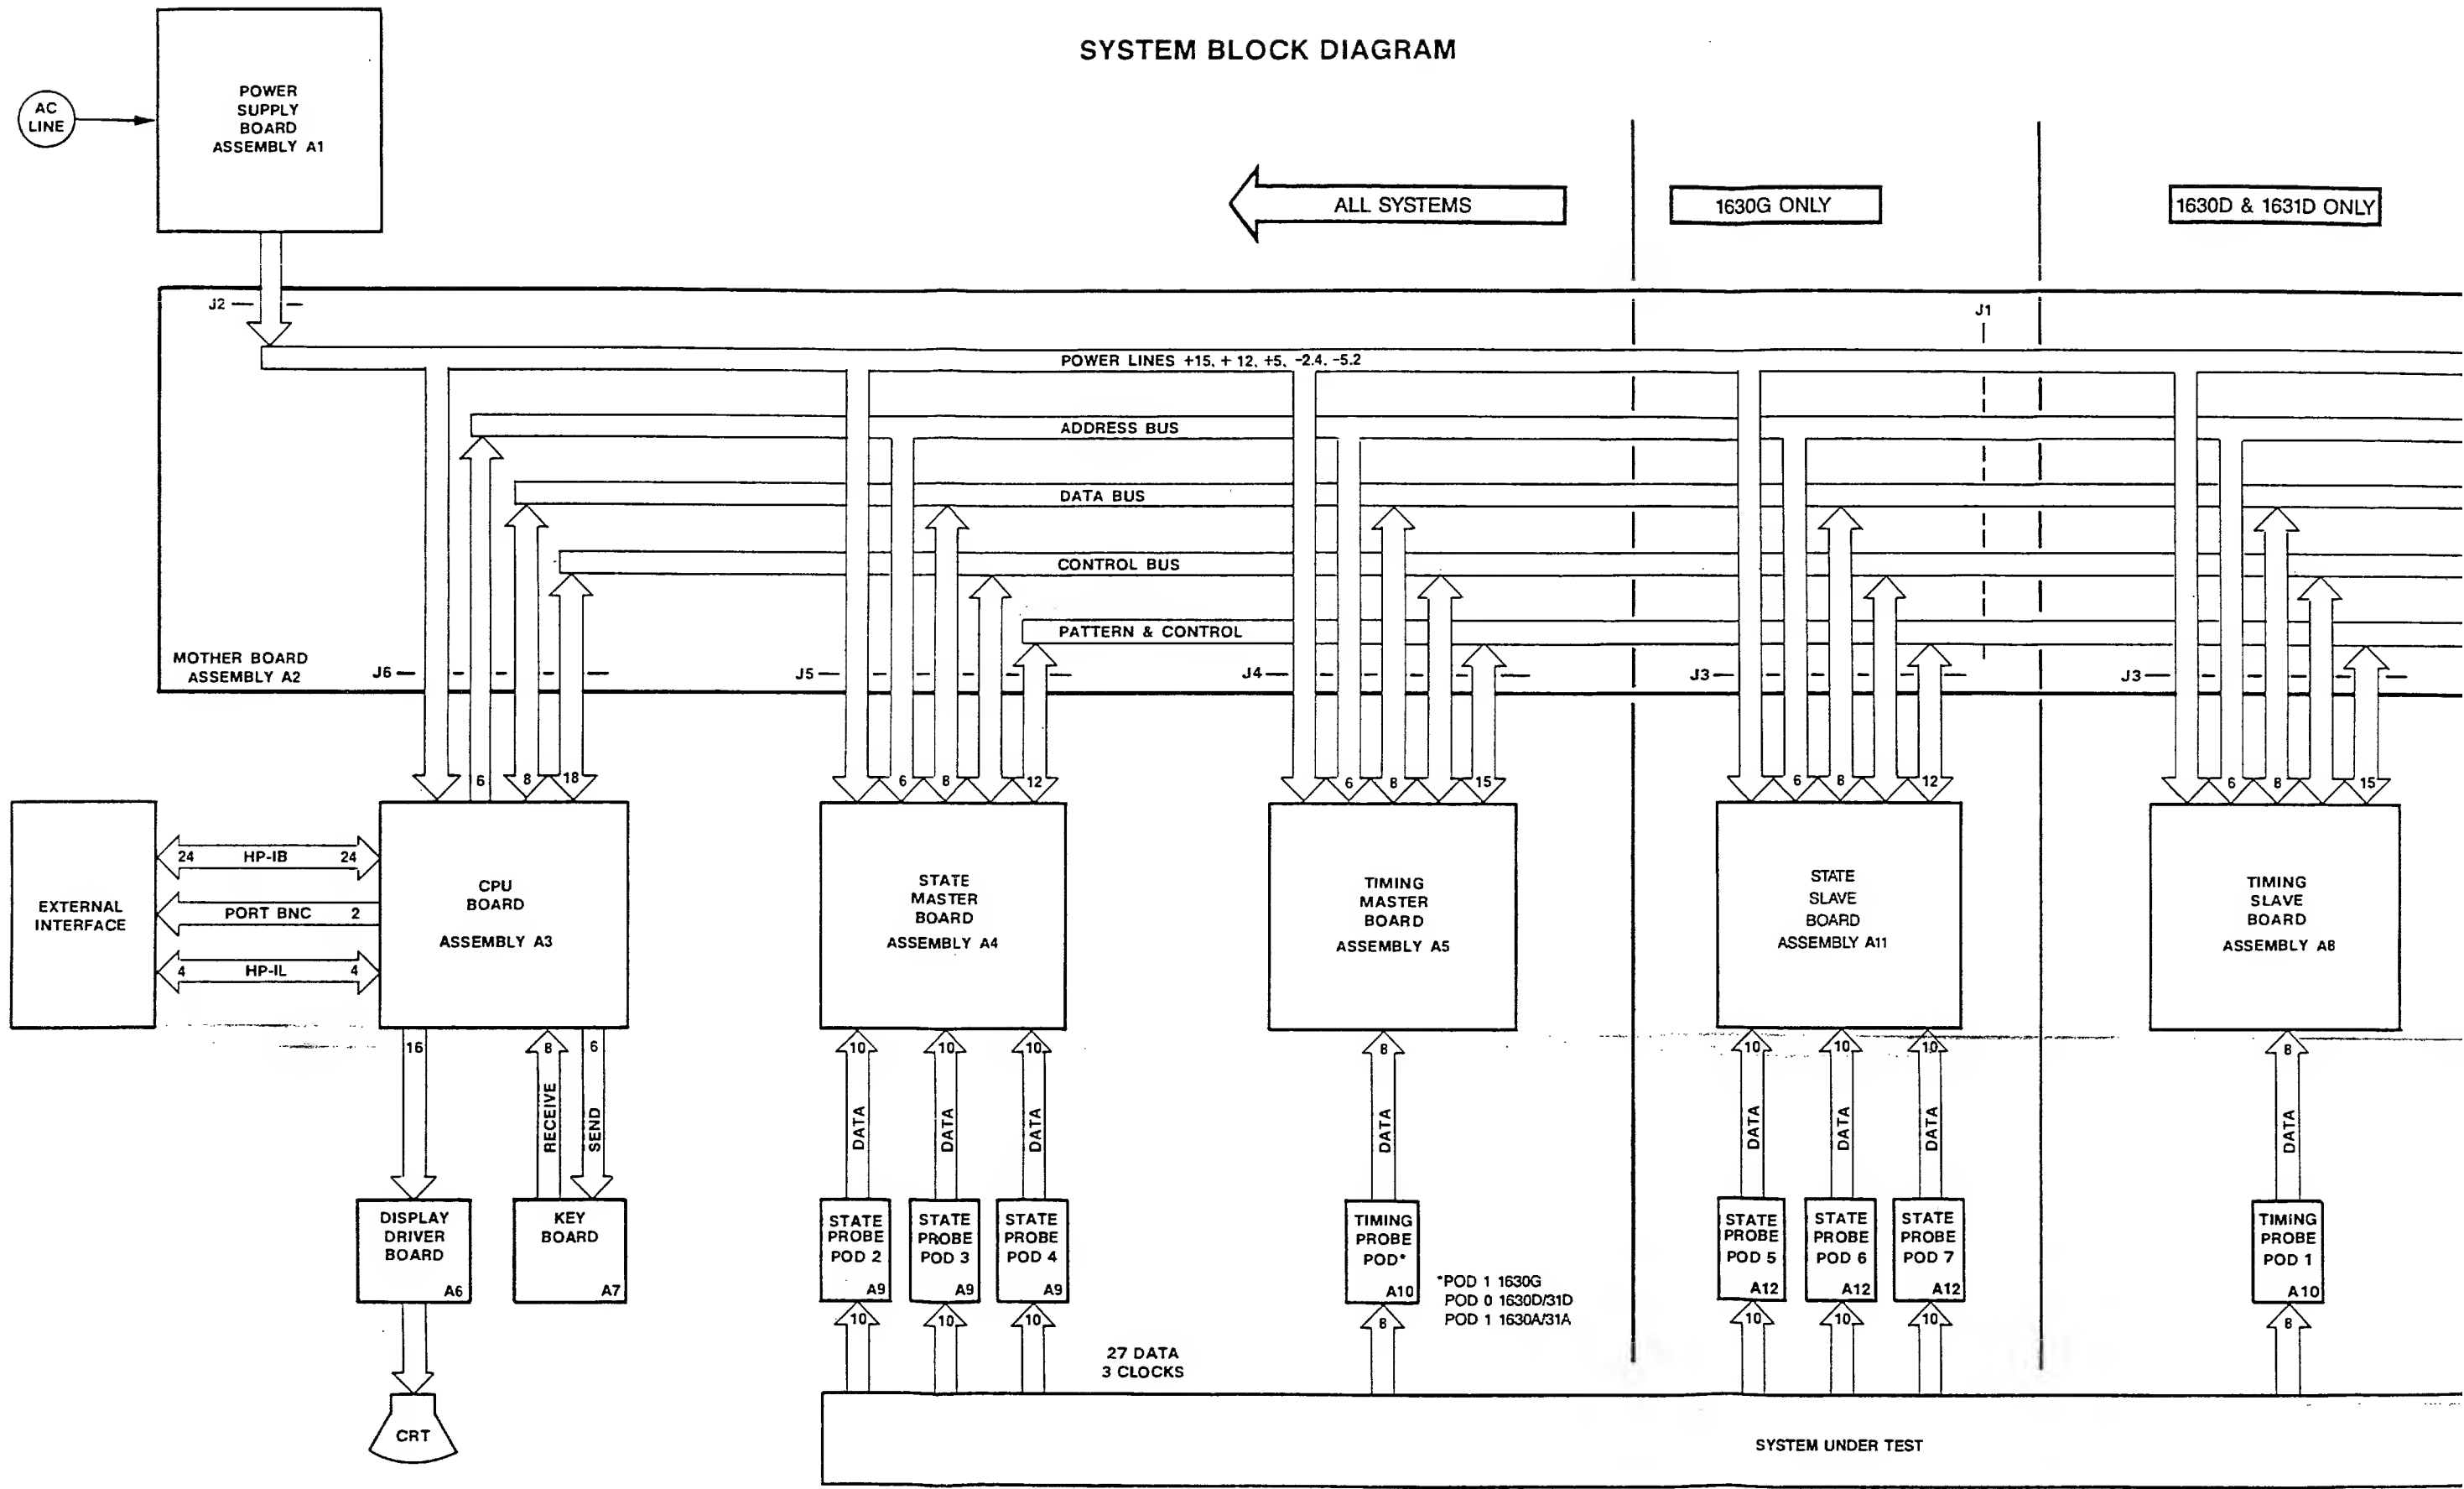 SYSTEM BLOCK DIAGRAM
AC
LINE
POWER
SUPPLY
BOARD
ASSEMBLY A1
ALL SYSTEMS
1630G ONLY
1630D & 1631D ONLY
J2
J1
POWER LINES +15, + 12, +5, -2.4, -5.2
ADDRESS BUS
DATA BUS
CONTROL BUS
PATTERN & CONTROL
MOTHER BOARD
ASSEMBLY A2
J6
J5
J4
J3
J3
6 8 18
6 8 12
6 8 15
6 8 12
6 8 15
EXTERNAL
INTERFACE
24 HP-IB 24
PORT BNC 2
4 HP-IL 4
CPU
BOARD
ASSEMBLY A3
STATE
MASTER
BOARD
ASSEMBLY A4
TIMING
MASTER
BOARD
ASSEMBLY A5
STATE
SLAVE
BOARD
ASSEMBLY A11
TIMING
SLAVE
BOARD
ASSEMBLY A8
16 8 6
10 10 10
8
10 10 10
8
RECEIVE
SEND
DATA
DATA
DATA
DATA
DATA
DATA
DATA
DATA
DISPLAY
DRIVER
BOARD
A6
KEY
BOARD
A7
STATE
PROBE
POD 2
A9
STATE
PROBE
POD 3
A9
STATE
PROBE
POD 4
A9
TIMING
PROBE
POD*
A10
*POD 1 1630G
POD 0 1630D/31D
POD 1 1630A/31A
STATE
PROBE
POD 5
A12
STATE
PROBE
POD 6
A12
STATE
PROBE
POD 7
A12
TIMING
PROBE
POD 1
A10
10 10 10
8
10 10 10
8
27 DATA
3 CLOCKS
CRT
SYSTEM UNDER TEST